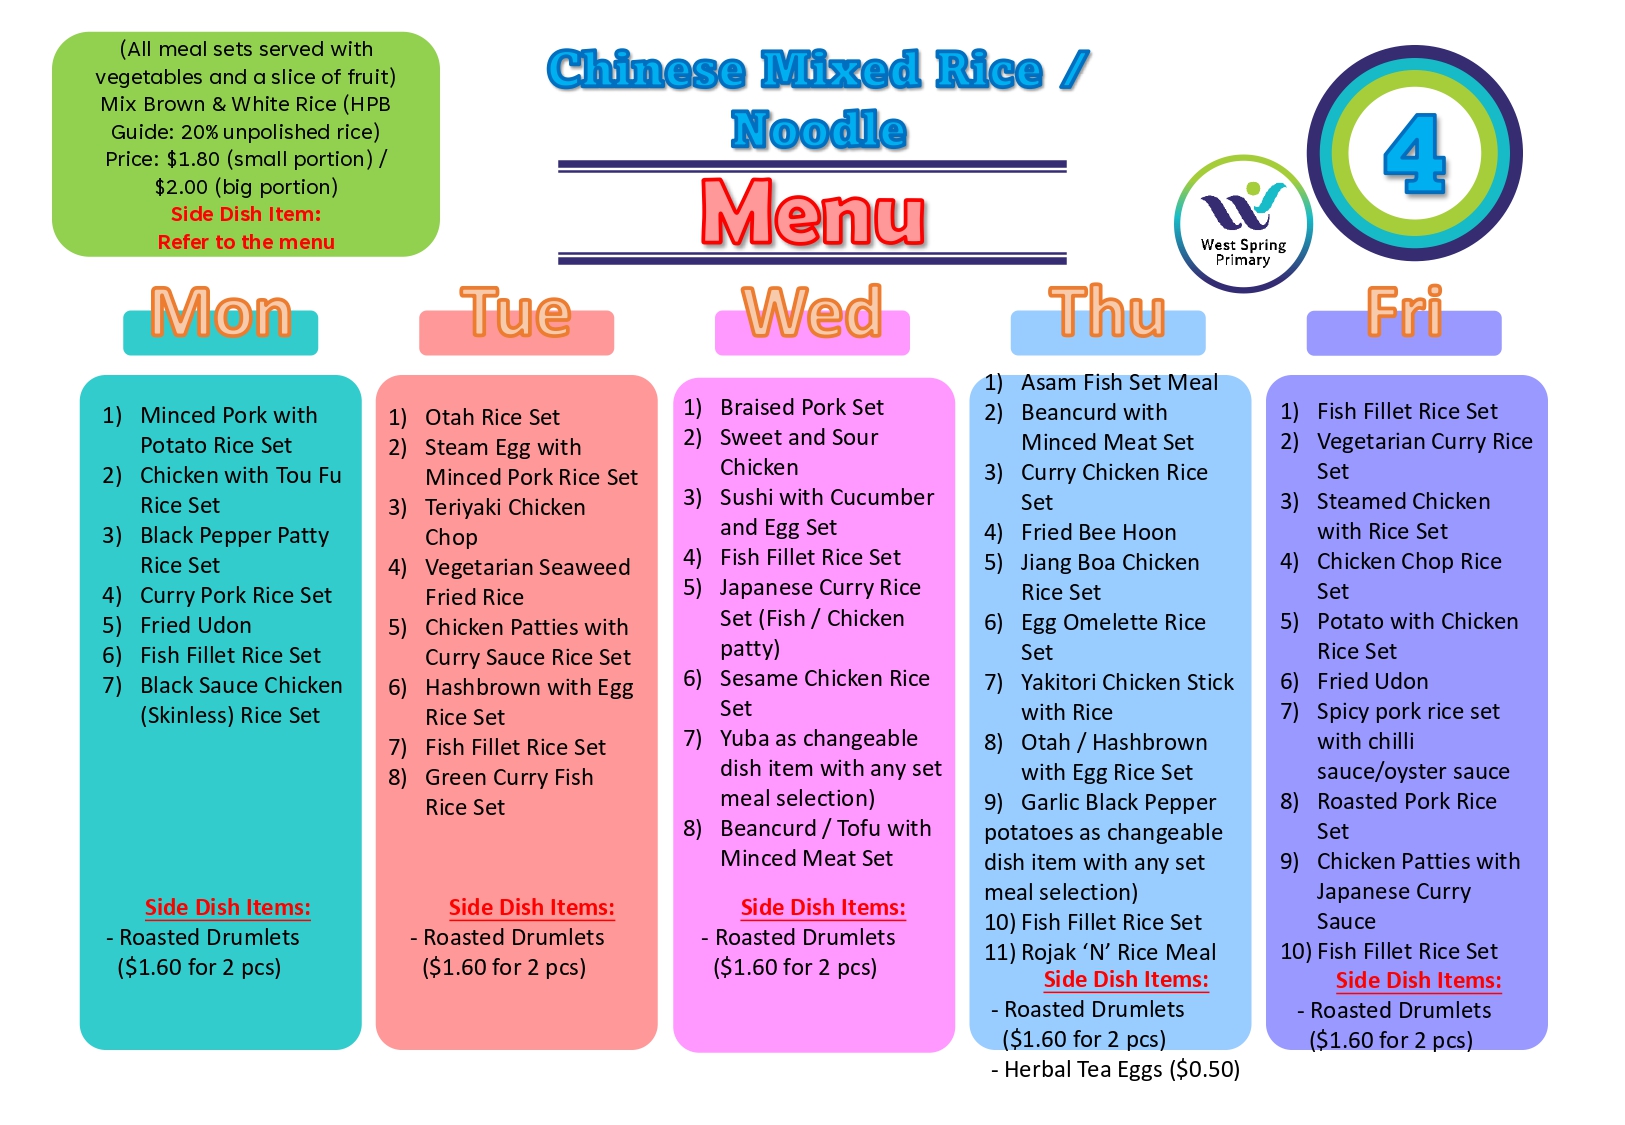 (All meal sets served with
vegetables and a slice of fruit)
Mix Brown & White Rice (HPB
Guide: 20% unpolished rice)
Price: $1.80 (small portion) /
$2.00 (big portion)
Side Dish Item:
Refer to the menu
Chinese Mixed Rice /
Noodle
Menu
West Spring
Primary
4
Mon
1) Minced Pork with
Potato Rice Set
2) Chicken with Tou Fu
Rice Set
3) Black Pepper Patty
Rice Set
4) Curry Pork Rice Set
5) Fried Udon
6) Fish Fillet Rice Set
7) Black Sauce Chicken
(Skinless) Rice Set
Side Dish Items:
- Roasted Drumlets
($1.60 for 2 pcs)
Tue
1) Otah Rice Set
2) Steam Egg with
Minced Pork Rice Set
3) Teriyaki Chicken
Chop
4) Vegetarian Seaweed
Fried Rice
5) Chicken Patties with
Curry Sauce Rice Set
6) Hashbrown with Egg
Rice Set
7) Fish Fillet Rice Set
8) Green Curry Fish
Rice Set
Side Dish Items:
- Roasted Drumlets
($1.60 for 2 pcs)
Wed
1) Braised Pork Set
2) Sweet and Sour
Chicken
3) Sushi with Cucumber
and Egg Set
4) Fish Fillet Rice Set
5) Japanese Curry Rice
Set (Fish / Chicken
patty)
6) Sesame Chicken Rice
Set
7) Yuba as changeable
dish item with any set
meal selection)
8) Beancurd / Tofu with
Minced Meat Set
Side Dish Items:
- Roasted Drumlets
($1.60 for 2 pcs)
Thu
1) Asam Fish Set Meal
2) Beancurd with
Minced Meat Set
3) Curry Chicken Rice
Set
4) Fried Bee Hoon
5) Jiang Boa Chicken
Rice Set
6) Egg Omelette Rice
Set
7) Yakitori Chicken Stick
with Rice
8) Otah / Hashbrown
with Egg Rice Set
9) Garlic Black Pepper
potatoes as changeable
dish item with any set
meal selection)
10) Fish Fillet Rice Set
11) Rojak ‘N’ Rice Meal
Side Dish Items:
- Roasted Drumlets
($1.60 for 2 pcs)
- Herbal Tea Eggs ($0.50)
Fri
1) Fish Fillet Rice Set
2) Vegetarian Curry Rice
Set
3) Steamed Chicken
with Rice Set
4) Chicken Chop Rice
Set
5) Potato with Chicken
Rice Set
6) Fried Udon
7) Spicy pork rice set
with chilli
sauce/oyster sauce
8) Roasted Pork Rice
Set
9) Chicken Patties with
Japanese Curry
Sauce
10) Fish Fillet Rice Set
Side Dish Items:
- Roasted Drumlets
($1.60 for 2 pcs)